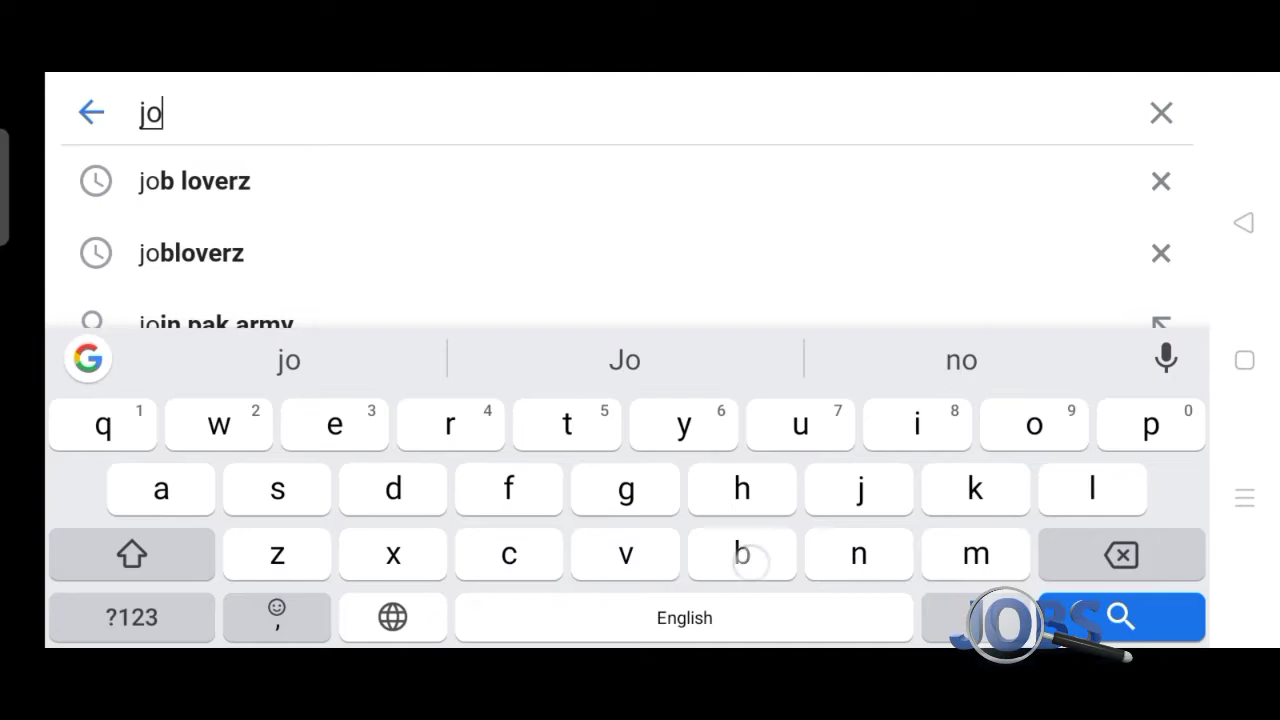 jo
job loverz
jobloverz
join pak army
jo Jo no
q 1 w 2 e 3 r 4 t 5 y 6 u 7 i 8 o 9 p 0
a s d f g h j k l
z x c v b n m
?123 , English
JOBS